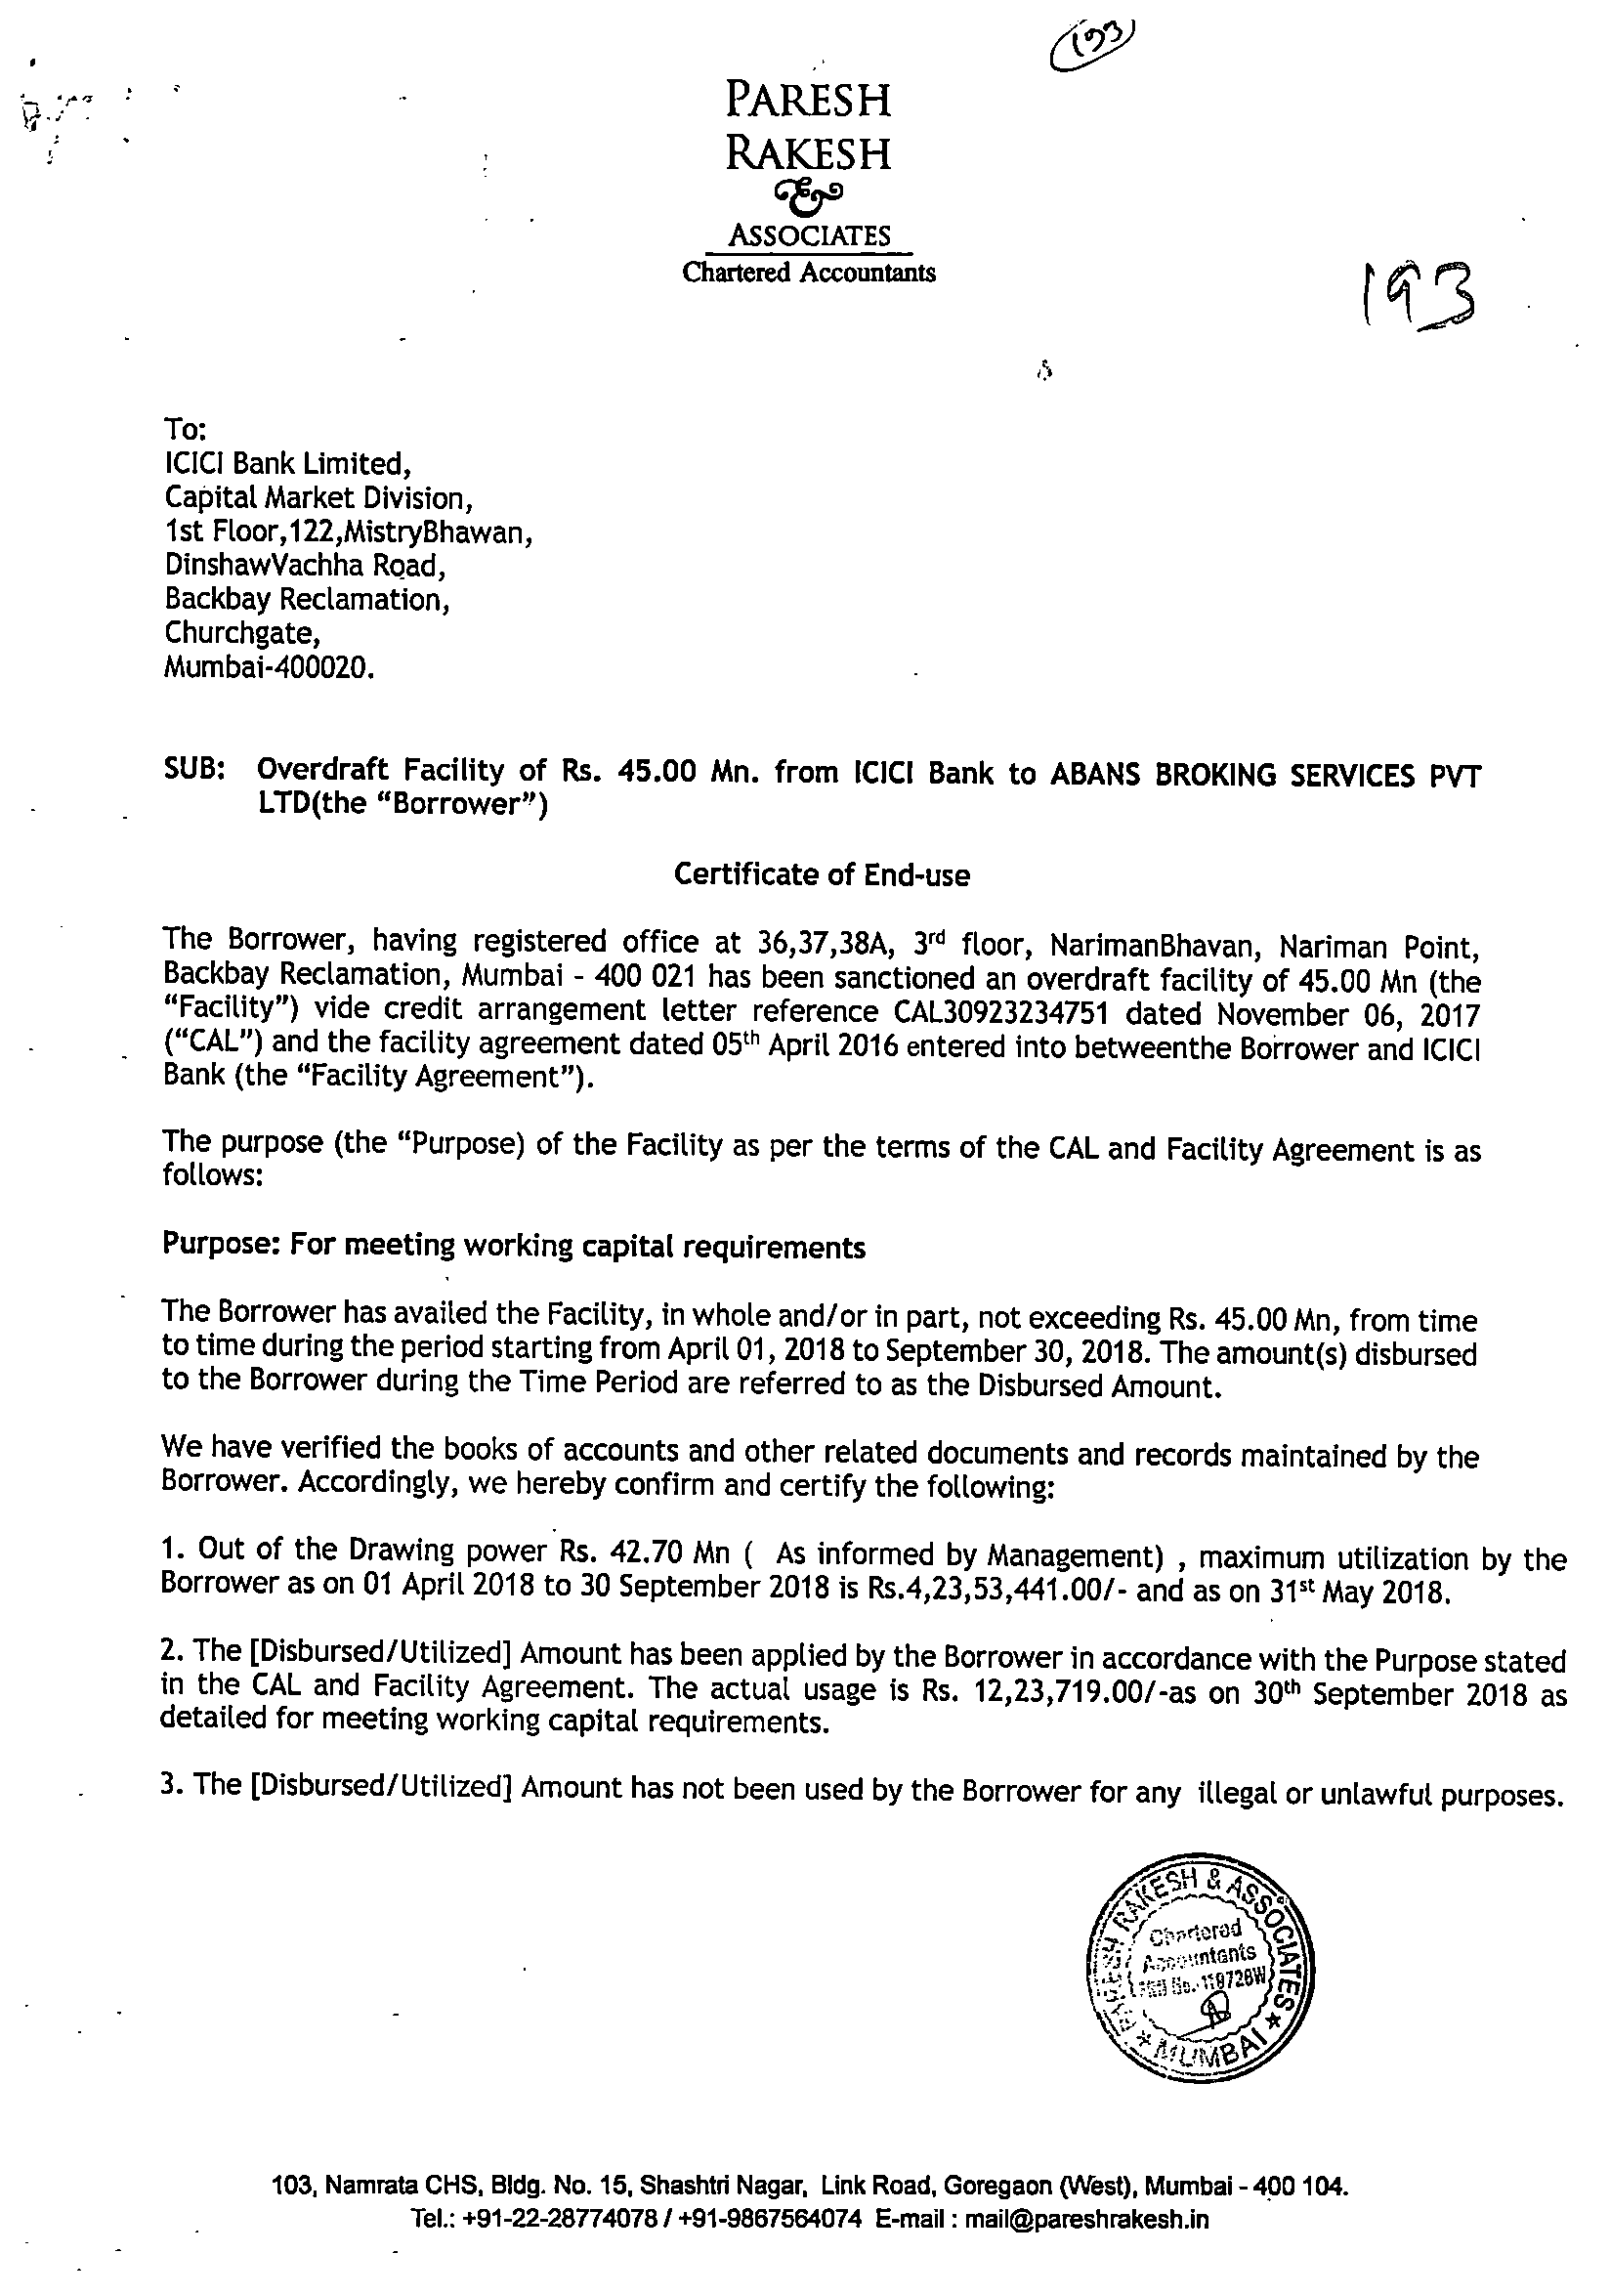 193
PARESH
RAKESH
&
ASSOCIATES
Chartered Accountants
193
To:
ICICI Bank Limited,
Capital Market Division,
1st Floor,122,MistryBhawan,
DinshawVachha Road,
Backbay Reclamation,
Churchgate,
Mumbai-400020.
SUB: Overdraft Facility of Rs. 45.00 Mn. from ICICI Bank to ABANS BROKING SERVICES PVT
LTD(the “Borrower”)
Certificate of End-use
The Borrower, having registered office at 36,37,38A, 3rd floor, NarimanBhavan, Nariman Point,
Backbay Reclamation, Mumbai - 400 021 has been sanctioned an overdraft facility of 45.00 Mn (the
“Facility”) vide credit arrangement letter reference CAL30923234751 dated November 06, 2017
(“CAL”) and the facility agreement dated 05th April 2016 entered into betweenthe Borrower and ICICI
Bank (the “Facility Agreement”).
The purpose (the “Purpose) of the Facility as per the terms of the CAL and Facility Agreement is as
follows:
Purpose: For meeting working capital requirements
The Borrower has availed the Facility, in whole and/or in part, not exceeding Rs. 45.00 Mn, from time
to time during the period starting from April 01, 2018 to September 30, 2018. The amount(s) disbursed
to the Borrower during the Time Period are referred to as the Disbursed Amount.
We have verified the books of accounts and other related documents and records maintained by the
Borrower. Accordingly, we hereby confirm and certify the following:
1. Out of the Drawing power Rs. 42.70 Mn ( As informed by Management) , maximum utilization by the
Borrower as on 01 April 2018 to 30 September 2018 is Rs.4,23,53,441.00/- and as on 31st May 2018.
2. The [Disbursed/Utilized] Amount has been applied by the Borrower in accordance with the Purpose stated
in the CAL and Facility Agreement. The actual usage is Rs. 12,23,719.00/-as on 30th September 2018 as
detailed for meeting working capital requirements.
3. The [Disbursed/Utilized] Amount has not been used by the Borrower for any illegal or unlawful purposes.
PARESH RAKESH & ASSOCIATES
Chartered
Accountants
FRN No. 119728W
★ MUMBAI ★
103, Namrata CHS, Bldg. No. 15, Shashtri Nagar, Link Road, Goregaon (West), Mumbai - 400 104.
Tel.: +91-22-28774078 / +91-9867564074 E-mail : mail@pareshrakesh.in